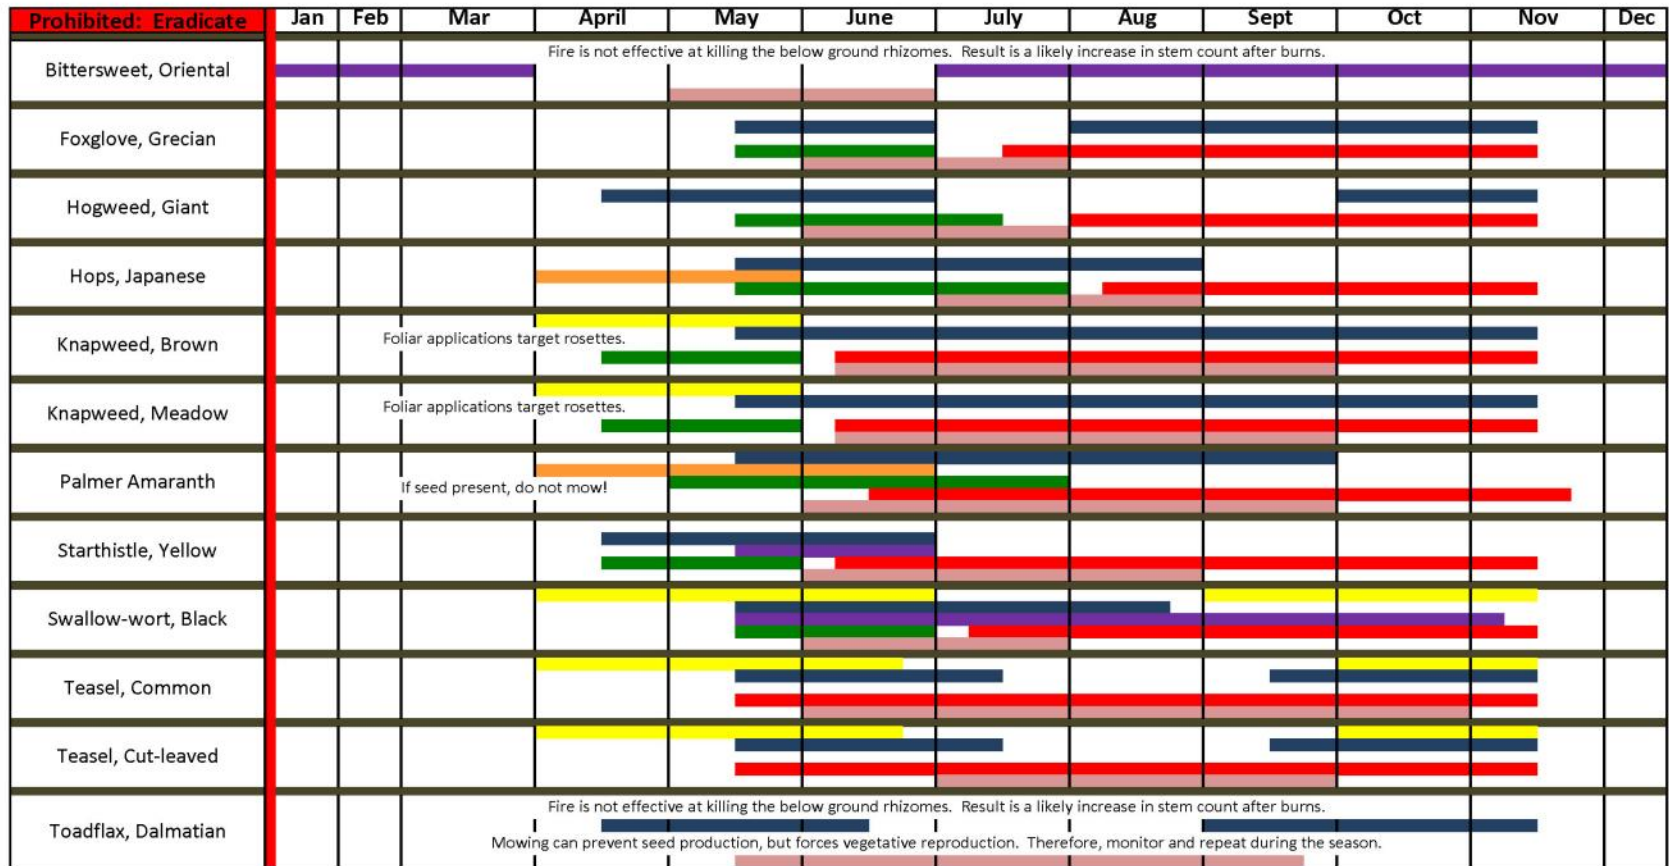 Prohibited: Eradicate Jan Feb Mar April May June July Aug Sept Oct Nov Dec
Fire is not effective at killing the below ground rhizomes. Result is a likely increase in stem count after burns.
Bittersweet, Oriental
Foxglove, Grecian
Hogweed, Giant
Hops, Japanese
Knapweed, Brown
Foliar applications target rosettes.
Knapweed, Meadow
Foliar applications target rosettes.
Palmer Amaranth
If seed present, do not mow!
Starthistle, Yellow
Swallow-wort, Black
Teasel, Common
Teasel, Cut-leaved
Fire is not effective at killing the below ground rhizomes. Result is a likely increase in stem count after burns.
Toadflax, Dalmatian
Mowing can prevent seed production, but forces vegetative reproduction. Therefore, monitor and repeat during the season.